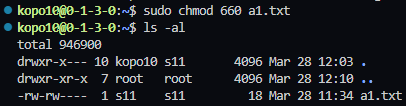 kopo10@0-1-3-0:~$ sudo chmod 660 a1.txt
kopo10@0-1-3-0:~$ ls -al
total 946900
drwxr-x--- 10 kopo10 s11 4096 Mar 28 12:03 .
drwxr-xr-x 7 root root 4096 Mar 28 12:10 ..
-rw-rw---- 1 s11 s11 18 Mar 28 11:34 a1.txt